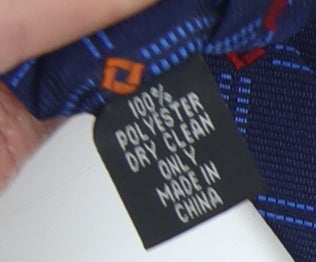 100%
POLYESTER
DRY CLEAN
ONLY
MADE IN
CHINA